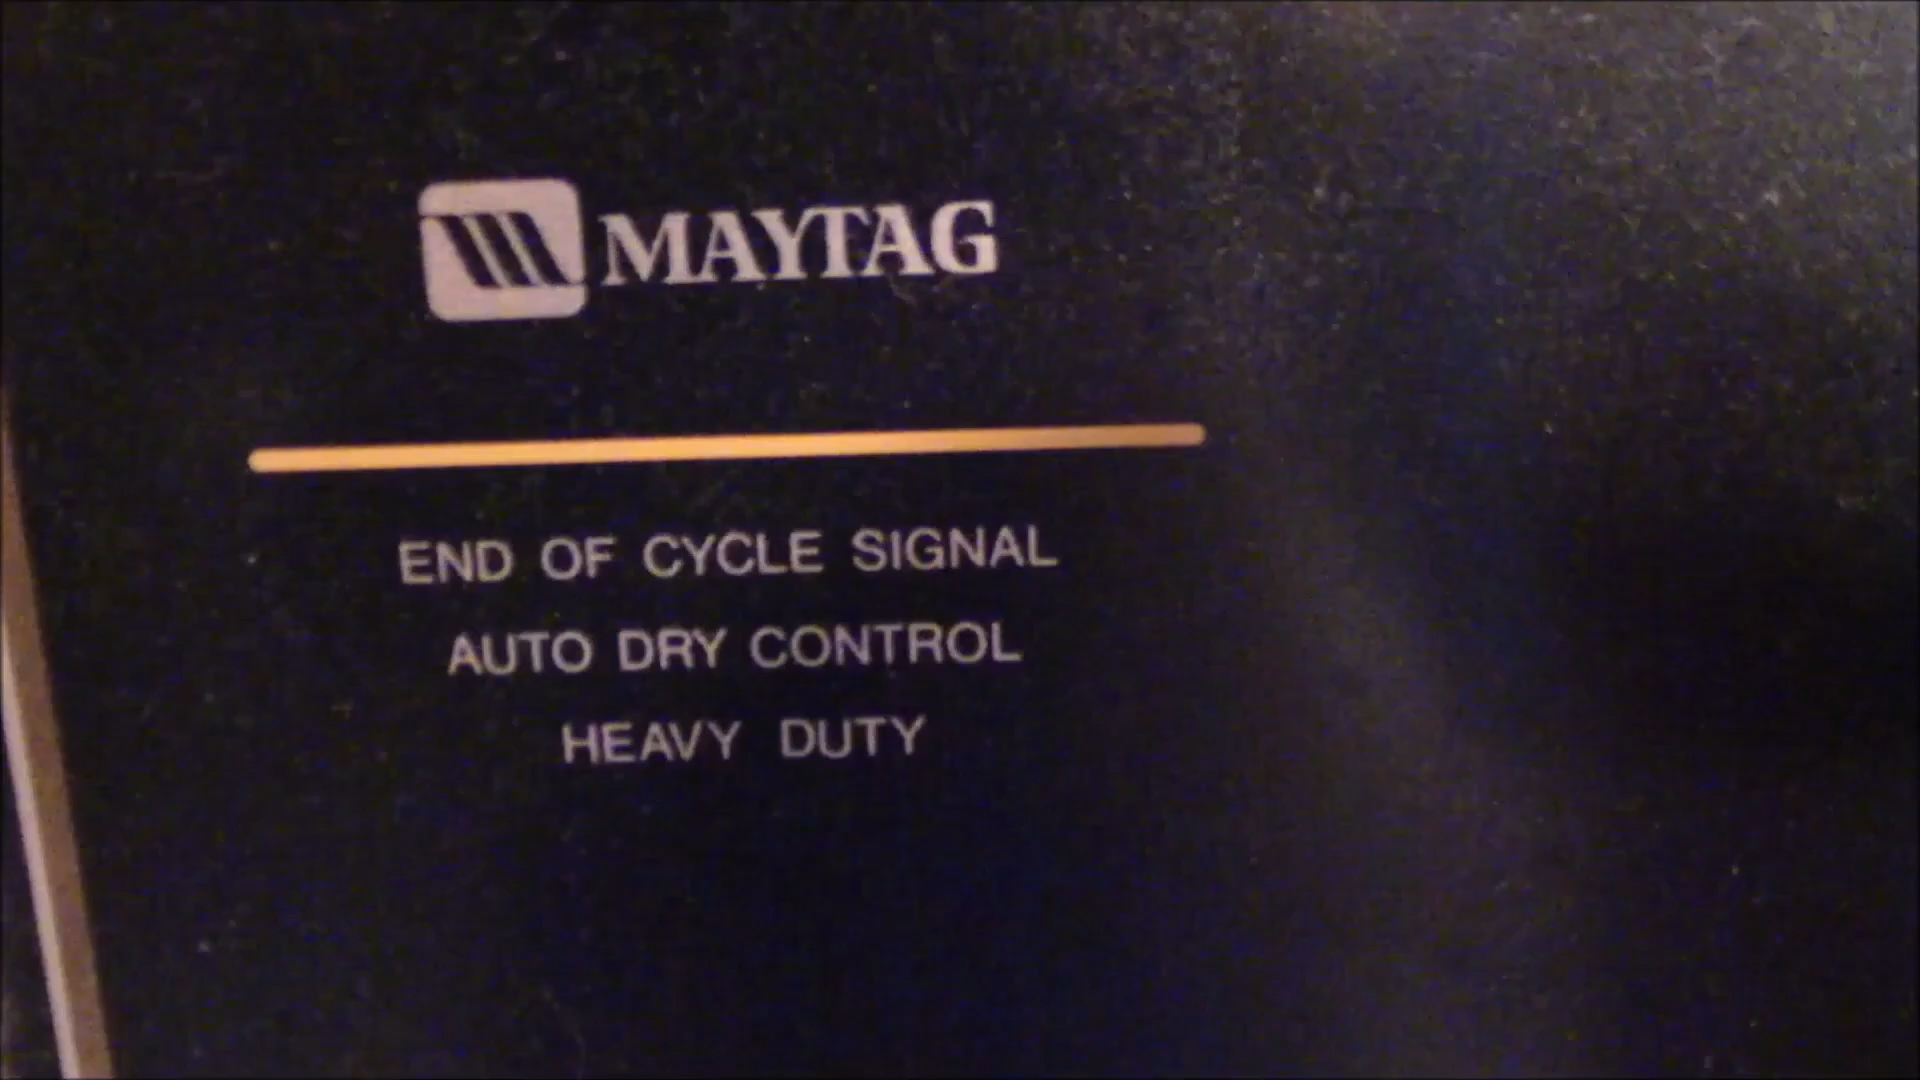 MAYTAG
END OF CYCLE SIGNAL
AUTO DRY CONTROL
HEAVY DUTY